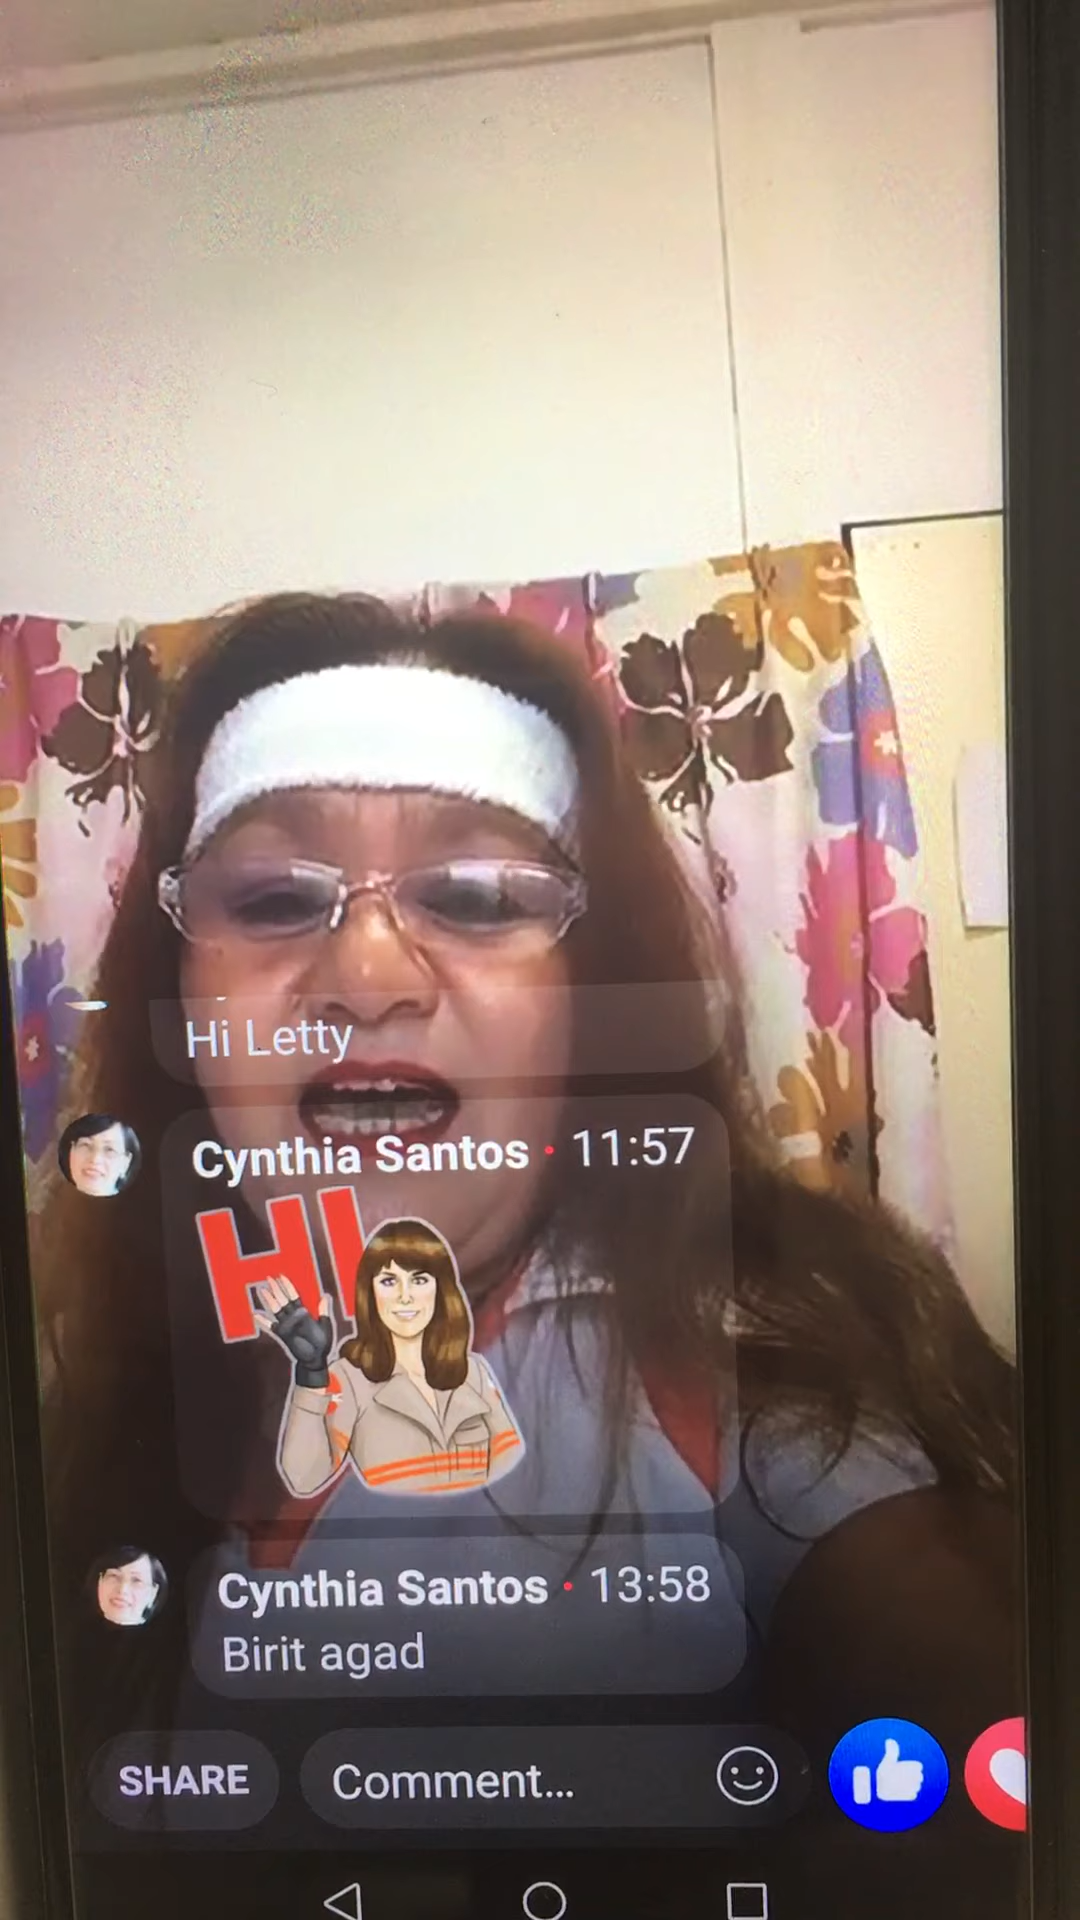 Hi Letty
Cynthia Santos • 11:57
HI
Cynthia Santos • 13:58
Birit agad
SHARE
Comment...